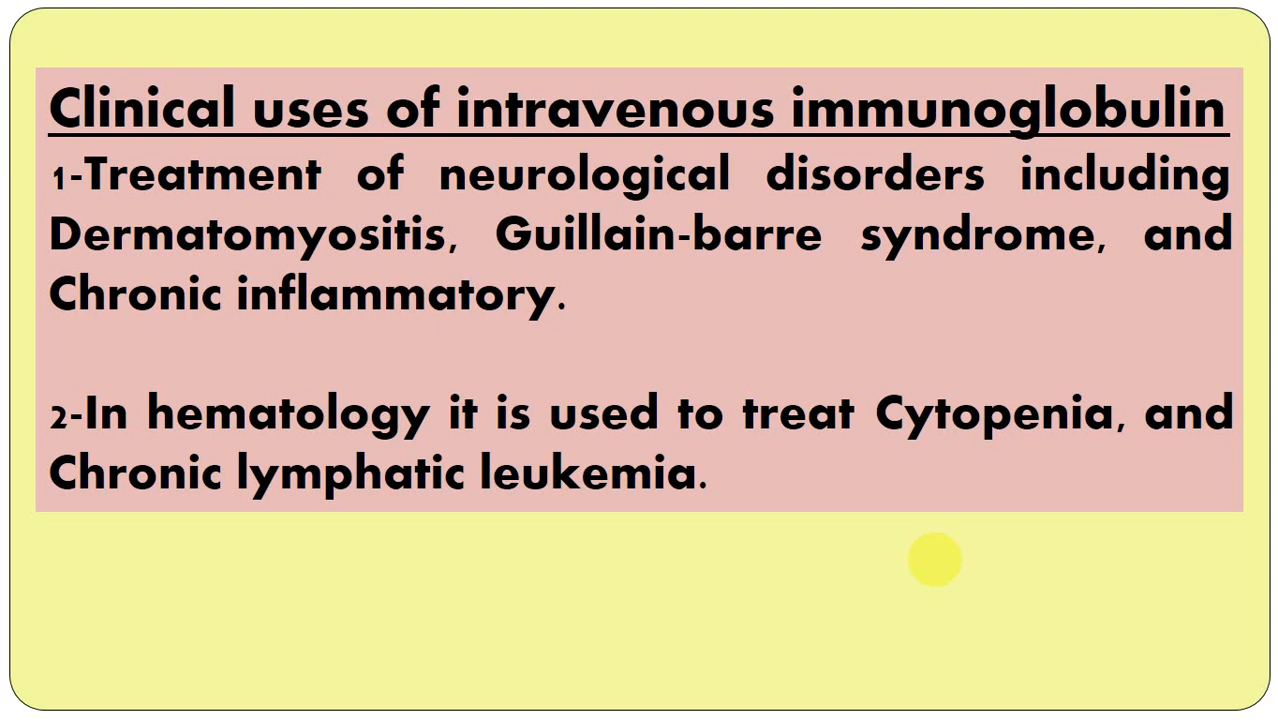 Clinical uses of intravenous immunoglobulin
1-Treatment of neurological disorders including
Dermatomyositis, Guillain-barre syndrome, and
Chronic inflammatory.
2-In hematology it is used to treat Cytopenia, and
Chronic lymphatic leukemia.